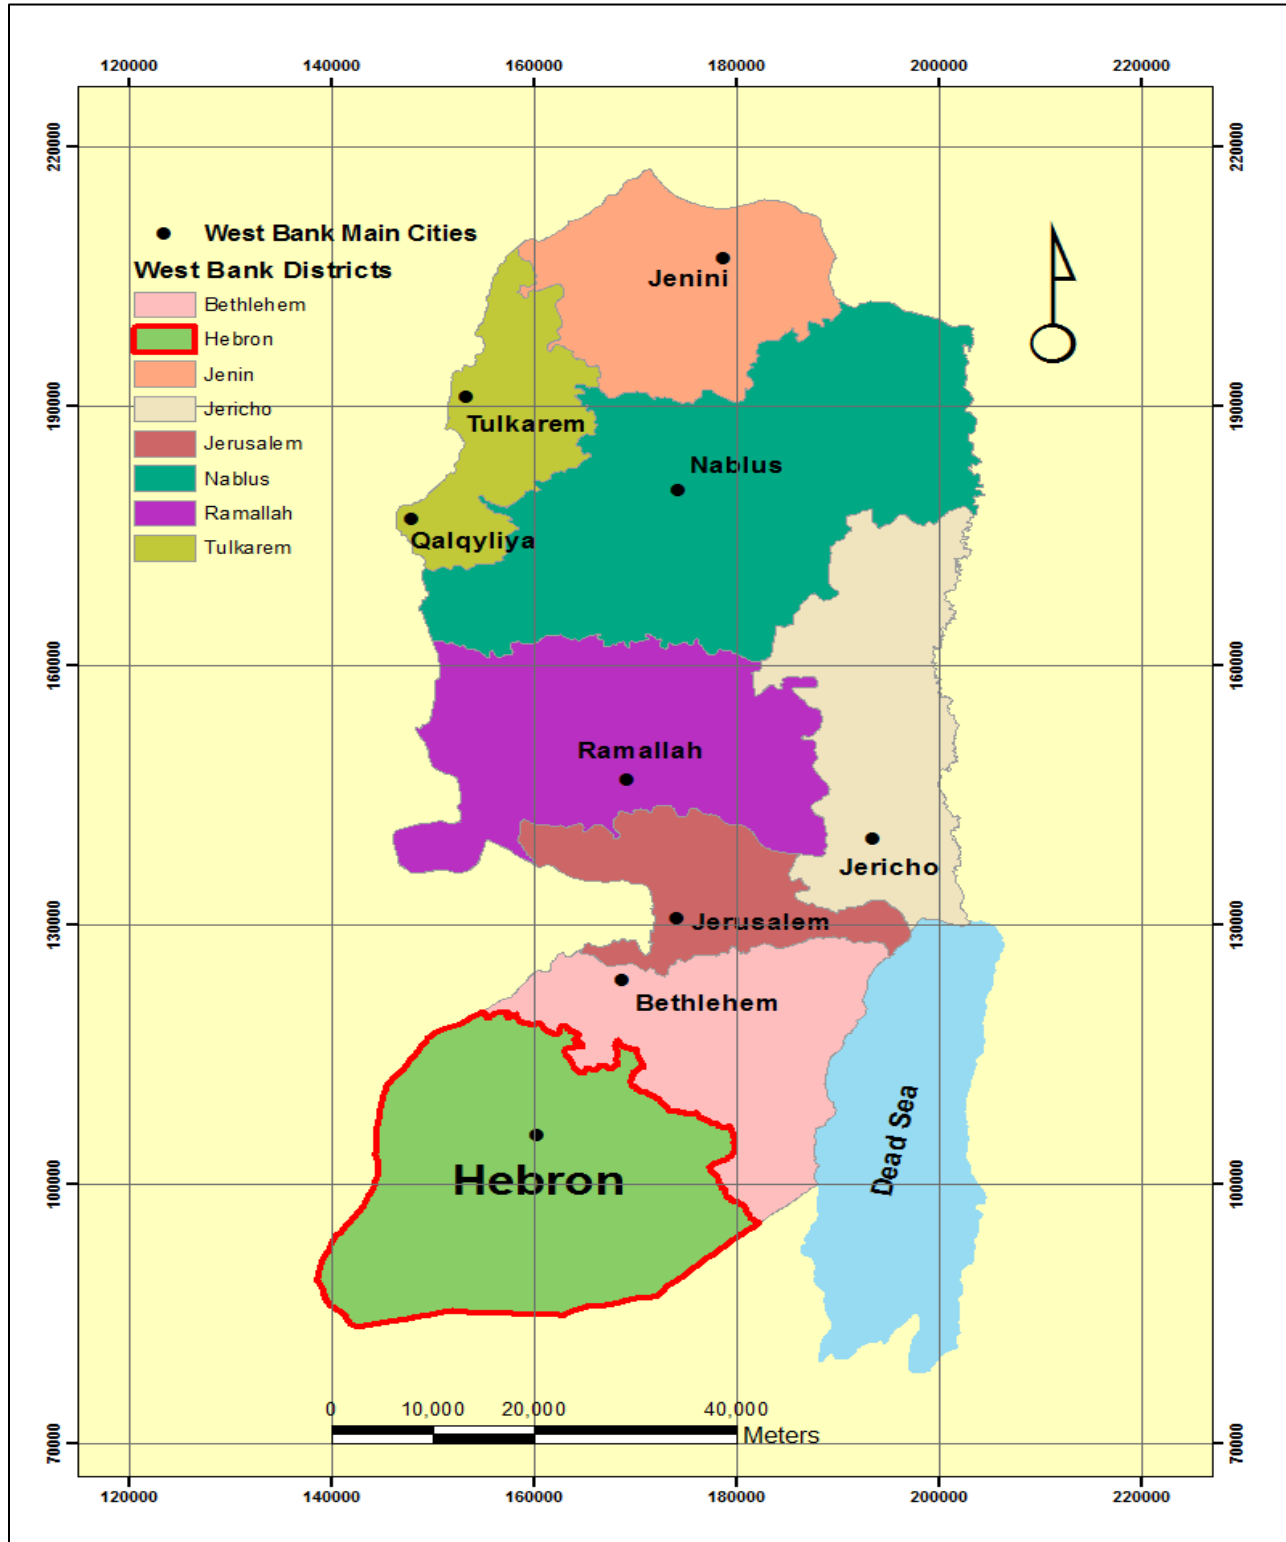 120000 140000 160000 180000 200000 220000
220000 220000
West Bank Main Cities
West Bank Districts
Bethlehem
Hebron
Jenin
Jericho
Jerusalem
Nablus
Ramallah
Tulkarem
Jenini
190000 190000
Tulkarem
Nablus
Qalqyliya
160000 160000
Ramallah
Jericho
Jerusalem
130000 130000
Bethlehem
Dead Sea
Hebron
100000 100000
0 10,000 20,000 40,000
Meters
70000 70000
120000 140000 160000 180000 200000 220000